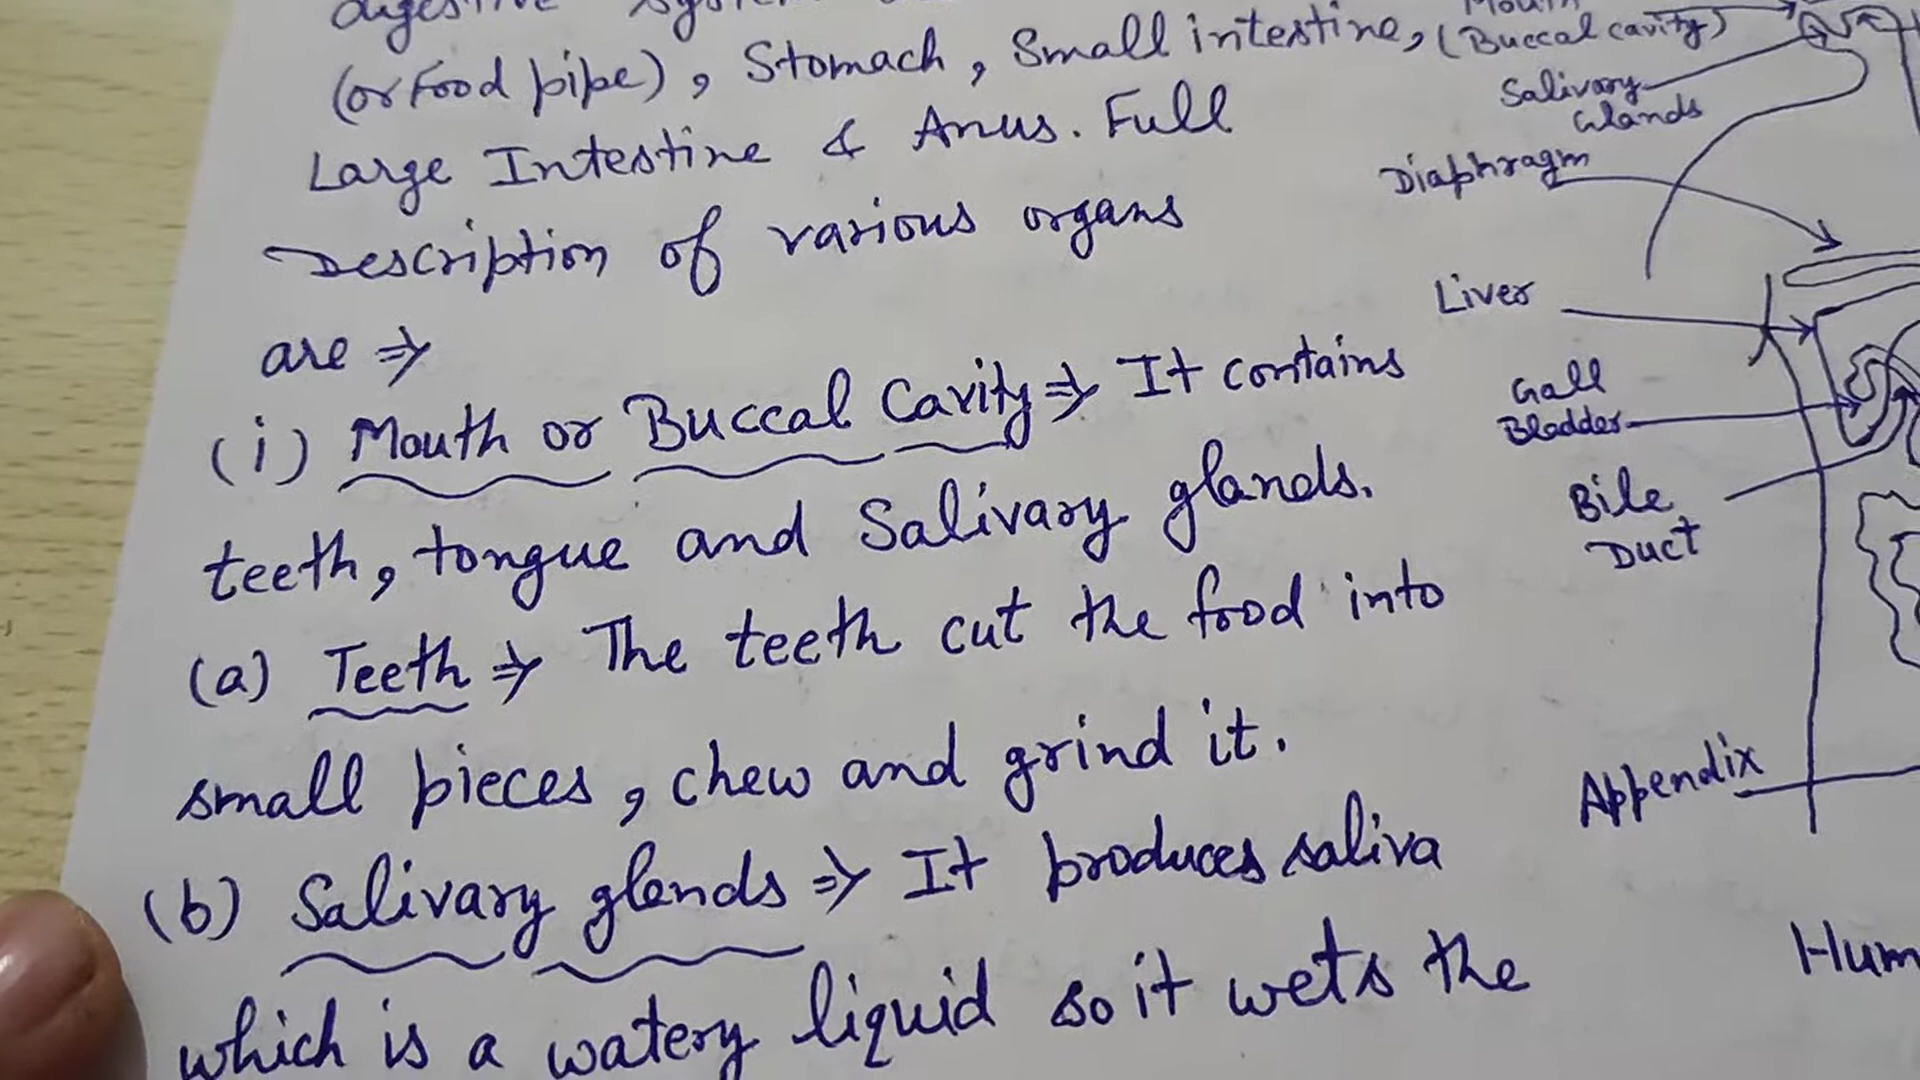 digestive system
(or Food pipe), Stomach, Small intestine,
Large Intestine & Anus. Full
Description of various organs
are ⇒
(i) Mouth or Buccal Cavity ⇒ It contains
teeth, tongue and Salivary glands.
(a) Teeth ⇒ The teeth cut the food into
small pieces, chew and grind it.
(b) Salivary glands ⇒ It produces saliva
which is a watery liquid so it wets the
Mouth
(Buccal cavity)
Salivary
Glands
Diaphragm
Liver
Gall
Bladder
Bile
Duct
Appendix
Hum